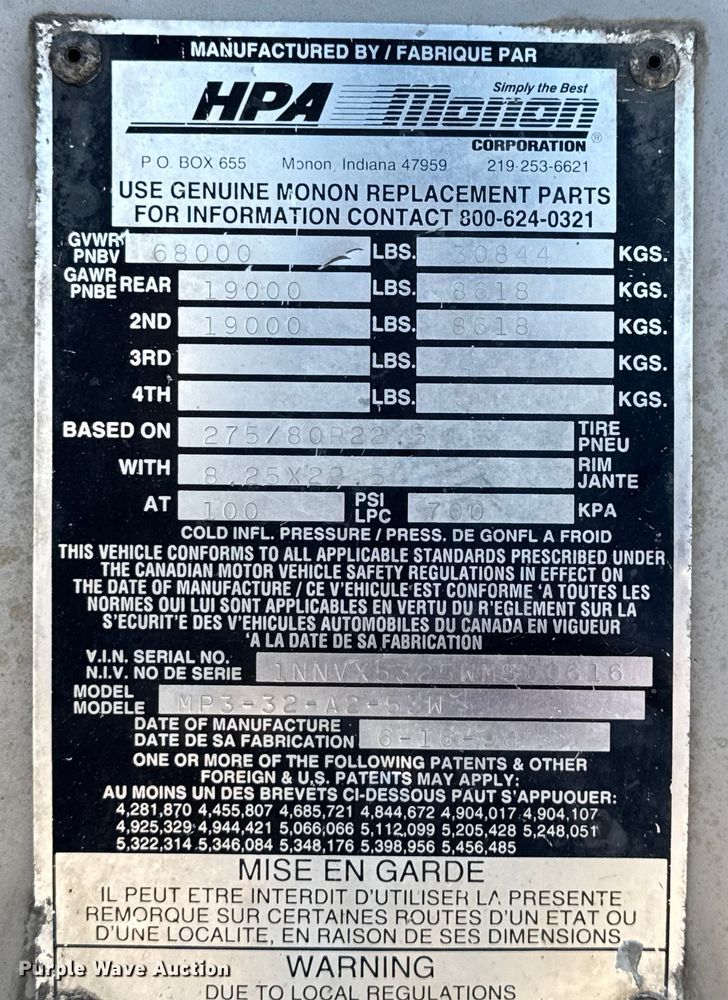 MANUFACTURED BY / FABRIQUE PAR
HPA Monon
Simply the Best
CORPORATION ®
P.O. BOX 655 Monon, Indiana 47959 219-253-6621
USE GENUINE MONON REPLACEMENT PARTS
FOR INFORMATION CONTACT 800-624-0321
GVWR
PNBV 68000 LBS. 30844 KGS.
GAWR
PNBE REAR 19000 LBS. 8618 KGS.
2ND 19000 LBS. 8618 KGS.
3RD LBS. KGS.
4TH LBS. KGS.
BASED ON 275/80R22.5 TIRE
PNEU
WITH 8.25X22.5 RIM
JANTE
AT 100 PSI
LPC 700 KPA
COLD INFL. PRESSURE / PRESS. DE GONFL A FROID
THIS VEHICLE CONFORMS TO ALL APPLICABLE STANDARDS PRESCRIBED UNDER
THE CANADIAN MOTOR VEHICLE SAFETY REGULATIONS IN EFFECT ON
THE DATE OF MANUFACTURE / CE V'EHICULE EST CONFORME 'A TOUTES LES
NORMES QUI LUI SONT APPLICABLES EN VERTU DU R'EGLEMENT SUR LA
S'ECURIT'E DES V'EHICULES AUTOMOBILES DU CANADA EN VIGUEUR
'A LA DATE DE SA FABRICATION
V.I.N. SERIAL NO.
N.I.V. NO DE SERIE
MODEL
MODELE
DATE OF MANUFACTURE
DATE DE SA FABRICATION 6-16-98
ONE OR MORE OF THE FOLLOWING PATENTS & OTHER
FOREIGN & U.S. PATENTS MAY APPLY:
AU MOINS UN DES BREVETS CI-DESSOUS PAUT S'APPUOUER:
4,281,870 4,455,807 4,685,721 4,844,672 4,904,017 4,904,107
4,925,329 4,944,421 5,066,066 5,112,099 5,205,428 5,248,051
5,322,314 5,346,084 5,348,176 5,398,956 5,456,485
MISE EN GARDE
IL PEUT ETRE INTERDIT D'UTILISER LA PRESENTE
REMORQUE SUR CERTAINES ROUTES D'UN ETAT OU
D'UNE LOCALITE, EN RAISON DE SES DIMENSIONS
WARNING
DUE TO LOCAL REGULATIONS
Purple Wave Auction